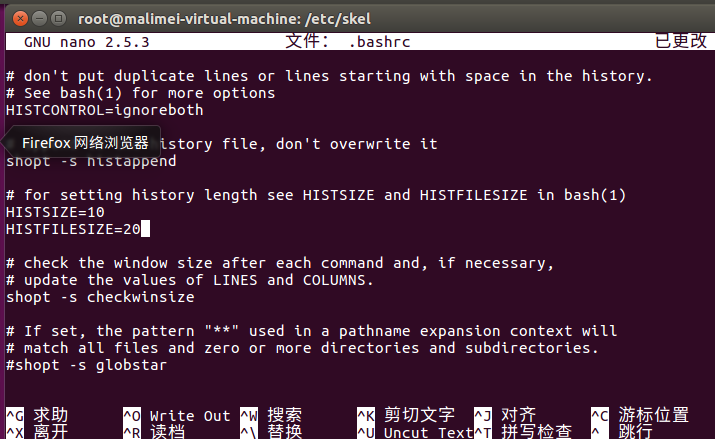 root@malimei-virtual-machine: /etc/skel
GNU nano 2.5.3 文件： .bashrc 已更改
# don't put duplicate lines or lines starting with space in the history.
# See bash(1) for more options
HISTCONTROL=ignoreboth
Firefox 网络浏览器
istory file, don't overwrite it
shopt -s histappend
# for setting history length see HISTSIZE and HISTFILESIZE in bash(1)
HISTSIZE=10
HISTFILESIZE=20
# check the window size after each command and, if necessary,
# update the values of LINES and COLUMNS.
shopt -s checkwinsize
# If set, the pattern "**" used in a pathname expansion context will
# match all files and zero or more directories and subdirectories.
#shopt -s globstar
^G 求助 ^O Write Out ^W 搜索 ^K 剪切文字 ^J 对齐 ^C 游标位置
^X 离开 ^R 读档 ^\ 替换 ^U Uncut Text ^T 拼写检查 ^_ 跳行